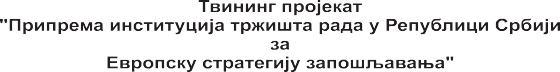 Твининг пројекат
"Припрема институција тржишта рада у Републици Србији
за
Европску стратегију запошљавања"